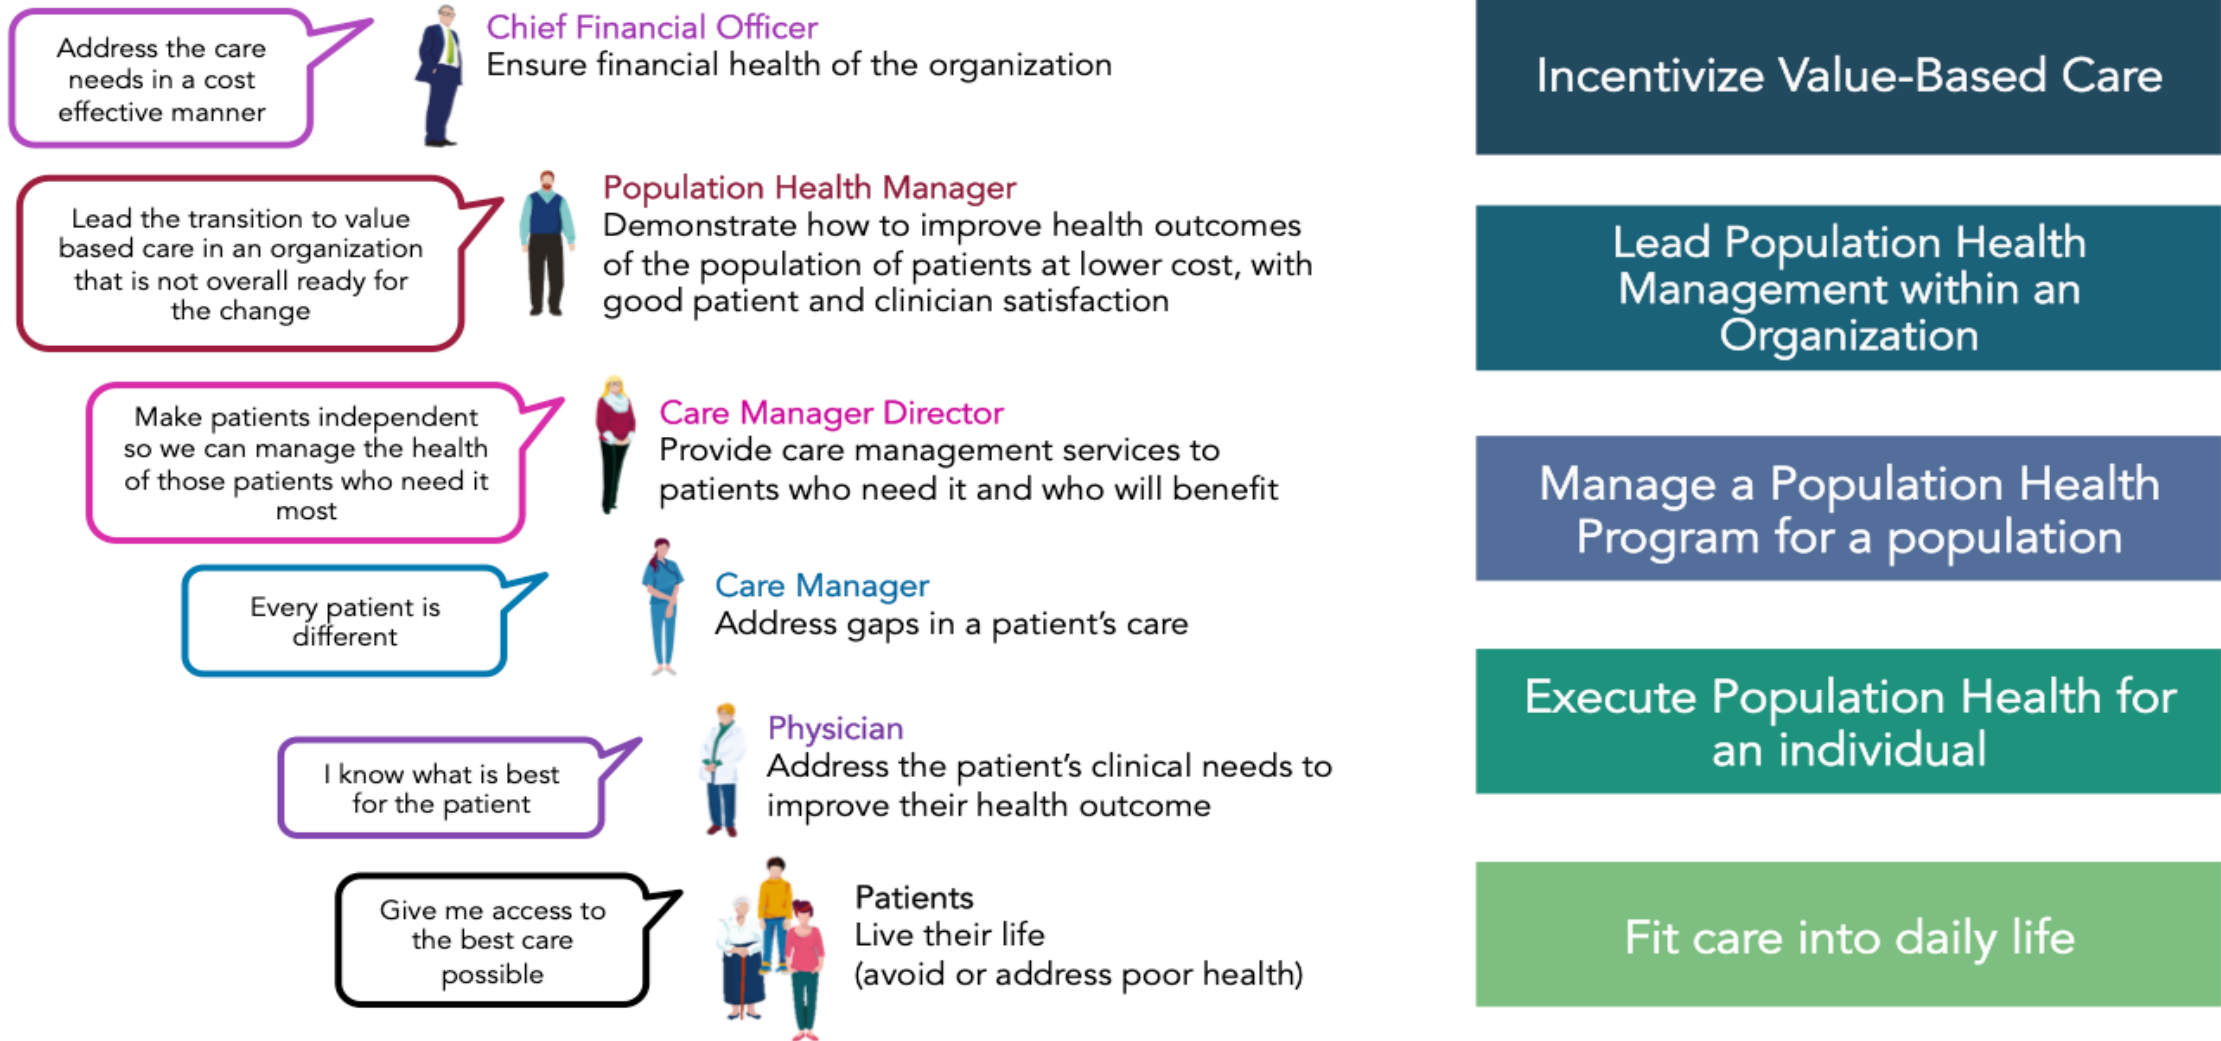 Address the care
needs in a cost
effective manner
Chief Financial Officer
Ensure financial health of the organization
Incentivize Value-Based Care
Lead the transition to value
based care in an organization
that is not overall ready for
the change
Population Health Manager
Demonstrate how to improve health outcomes
of the population of patients at lower cost, with
good patient and clinician satisfaction
Lead Population Health
Management within an
Organization
Make patients independent
so we can manage the health
of those patients who need it
most
Care Manager Director
Provide care management services to
patients who need it and who will benefit
Manage a Population Health
Program for a population
Every patient is
different
Care Manager
Address gaps in a patient’s care
Execute Population Health for
an individual
I know what is best
for the patient
Physician
Address the patient’s clinical needs to
improve their health outcome
Give me access to
the best care
possible
Patients
Live their life
(avoid or address poor health)
Fit care into daily life